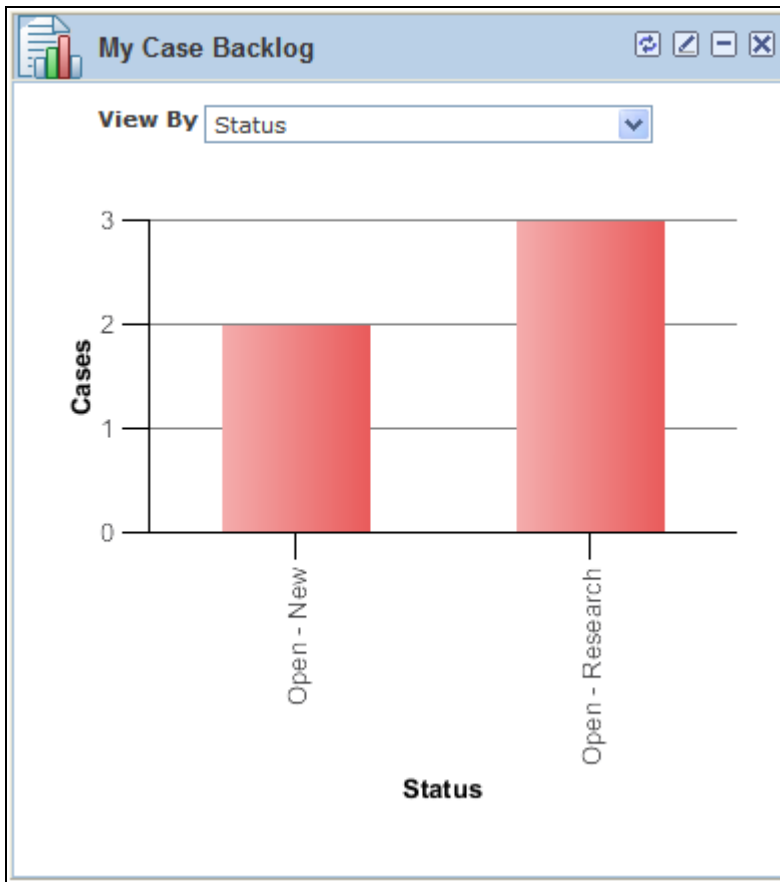 My Case Backlog
View By Status
3
2
1
0
Cases
Open - New
Open - Research
Status